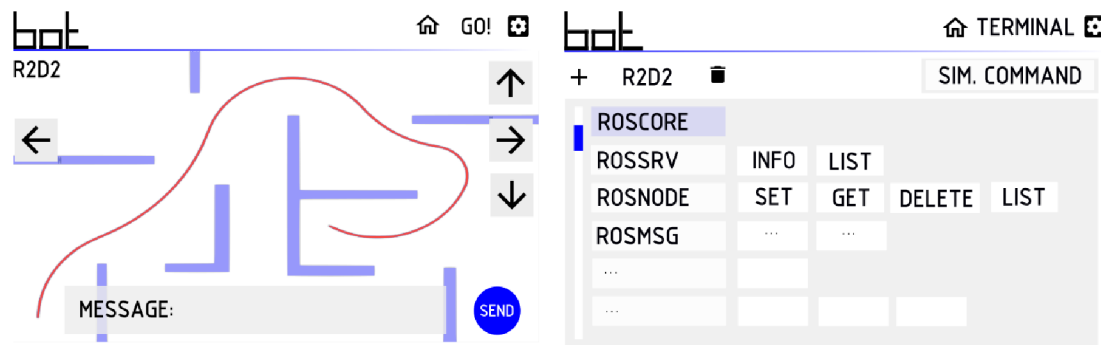 bot
GO!
R2D2
MESSAGE:
SEND
bot
TERMINAL
+ R2D2
SIM. COMMAND
ROSCORE
ROSSRV INFO LIST
ROSNODE SET GET DELETE LIST
ROSMSG ... ...
...
...